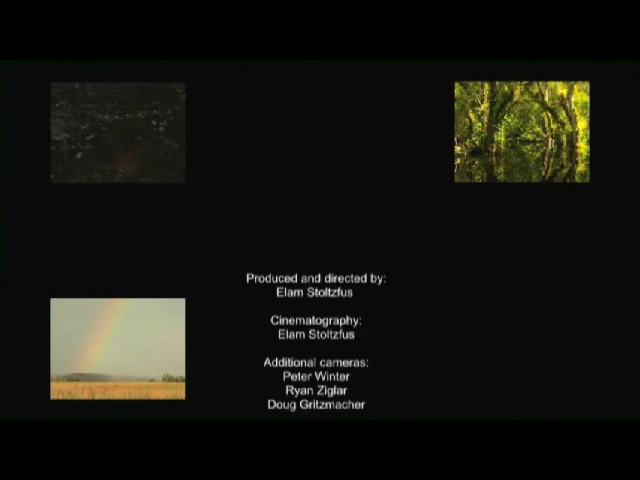 Produced and directed by:
Elam Stoltzfus
Cinematography:
Elam Stoltzfus
Additional cameras:
Peter Winter
Ryan Ziglar
Doug Gritzmacher